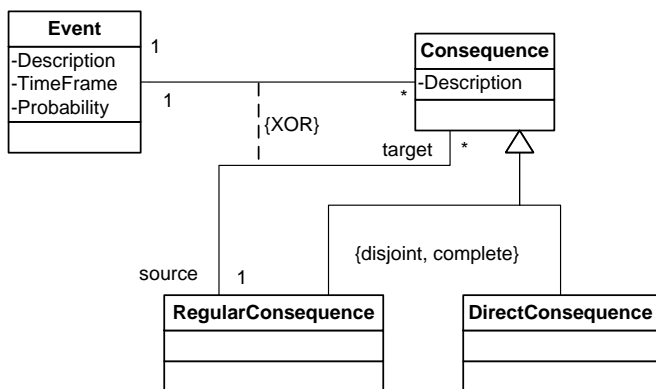 Event
-Description
-TimeFrame
-Probability
1
1
Consequence
-Description
*
{XOR}
target
*
{disjoint, complete}
source
1
RegularConsequence
DirectConsequence